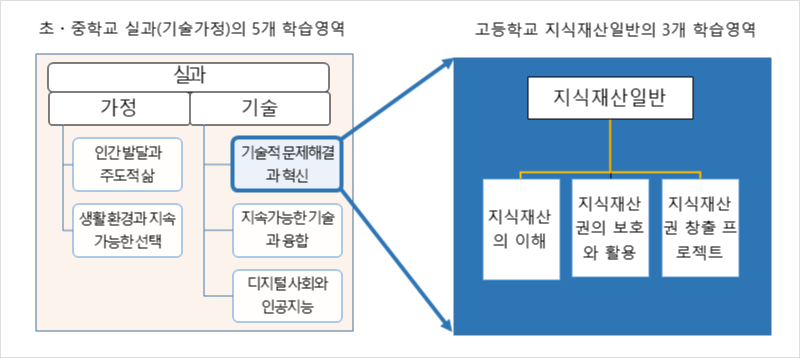 초·중학교 실과(기술가정)의 5개 학습영역
실과
가정
기술
인간 발달과
주도적 삶
생활 환경과 지속
가능한 선택
기술적 문제해결
과 혁신
지속가능한 기술
과 융합
디지털 사회와
인공지능
고등학교 지식재산일반의 3개 학습영역
지식재산일반
지식재산
의 이해
지식재산
권의 보호
와 활용
지식재산
권 창출 프
로젝트